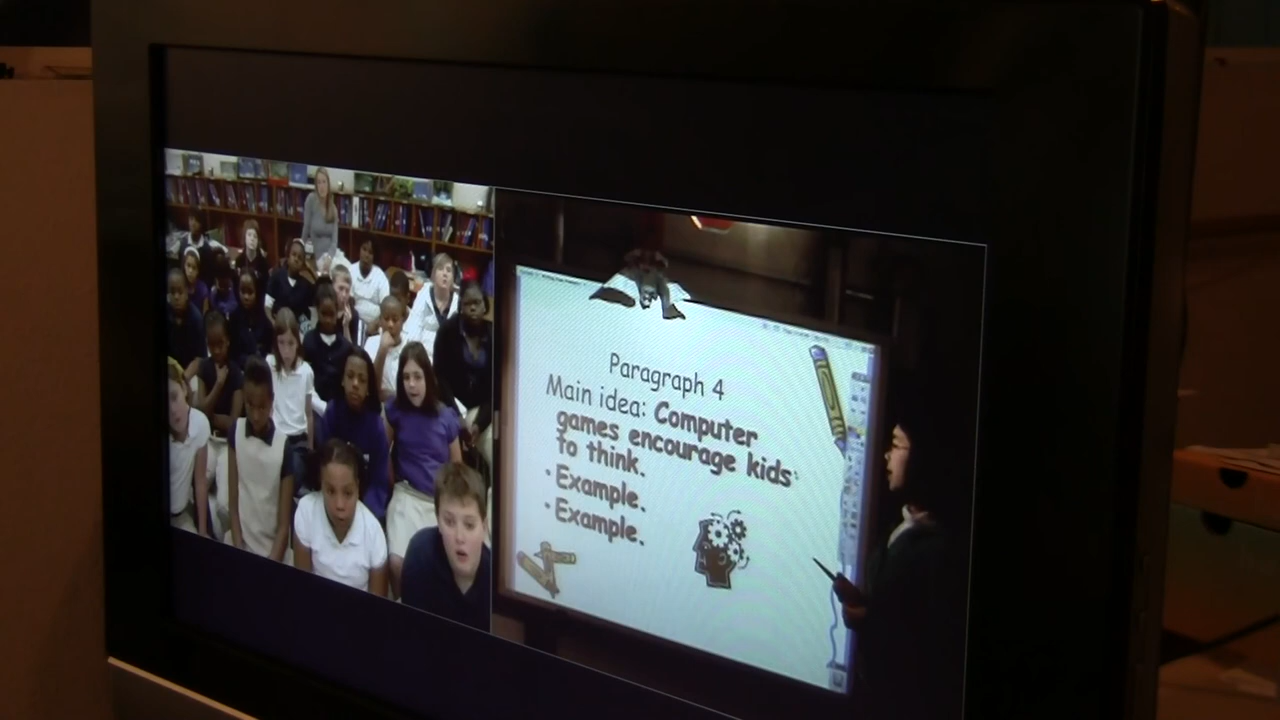 Paragraph 4
Main idea: Computer
games encourage kids
to think.
• Example.
• Example.